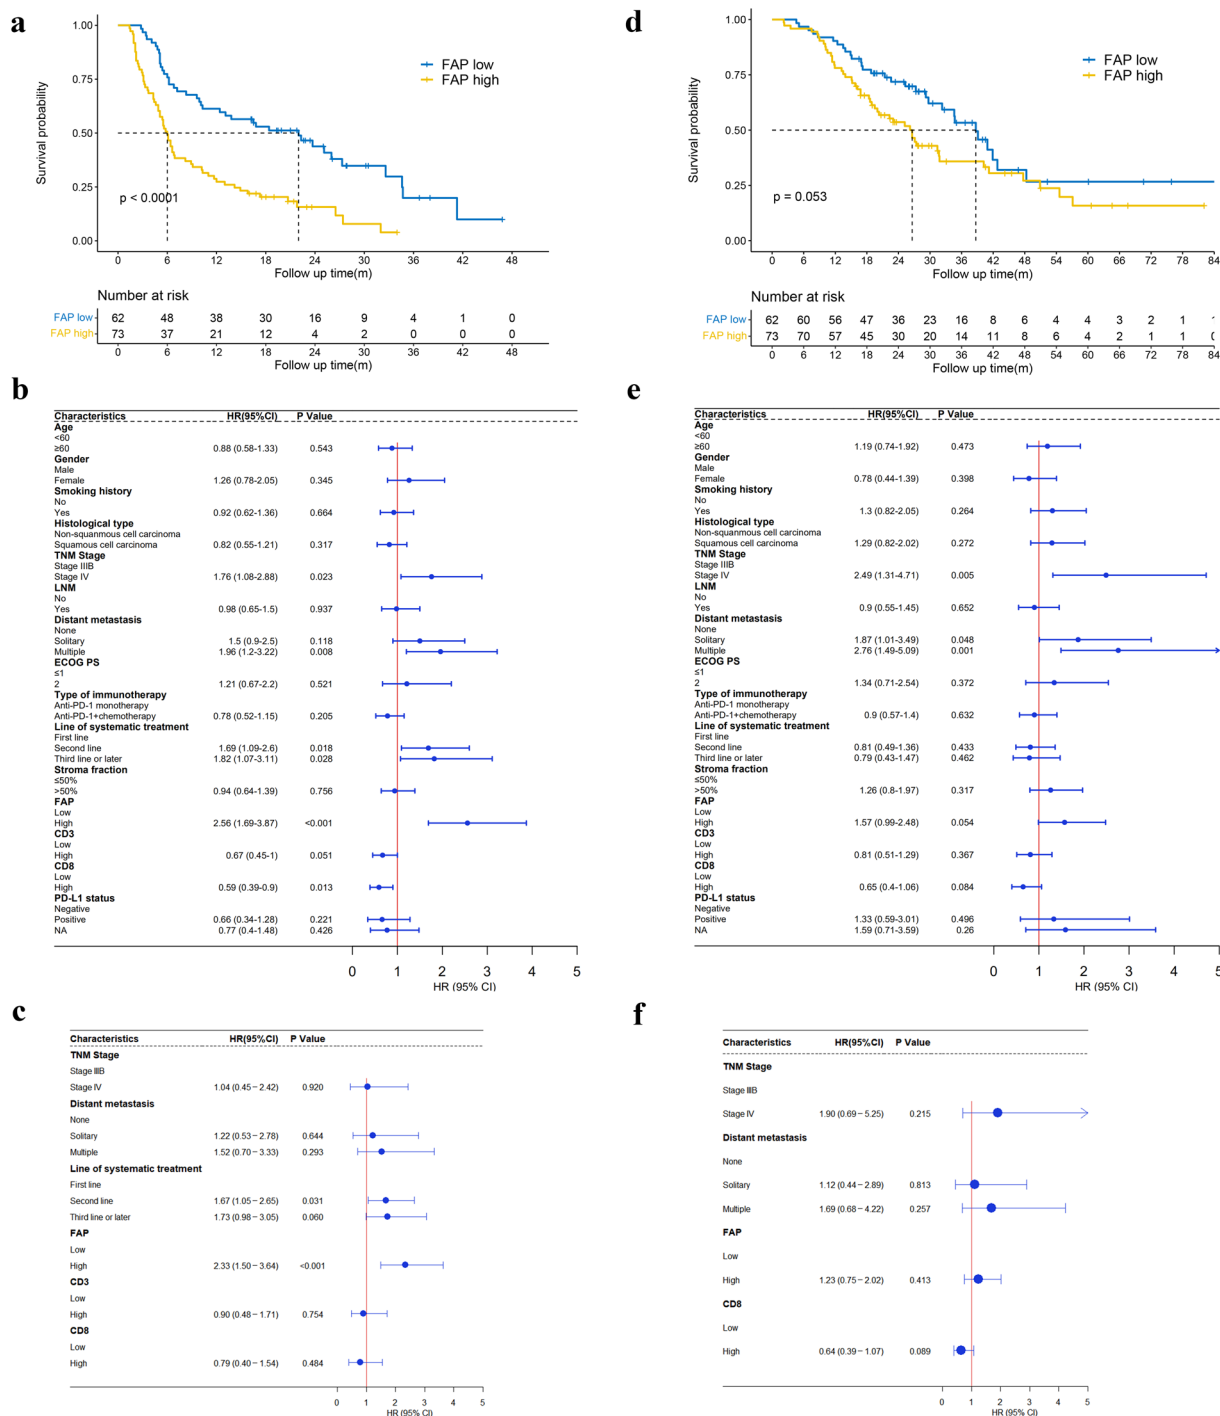 a
1.00
0.75
0.50
0.25
0.00
Survival probability
FAP low
FAP high
p < 0.0001
0 6 12 18 24 30 36 42 48
Follow up time(m)
Number at risk
FAP low 62 48 38 30 16 9 4 1 0
FAP high 73 37 21 12 4 2 0 0 0
0 6 12 18 24 30 36 42 48
Follow up time(m)
d
1.00
0.75
0.50
0.25
0.00
Survival probability
FAP low
FAP high
p = 0.053
0 6 12 18 24 30 36 42 48 54 60 66 72 78 84
Follow up time(m)
Number at risk
FAP low 62 60 56 47 36 23 16 8 6 4 4 3 2 1
FAP high 73 70 57 45 30 20 14 11 8 6 4 2 1 1
0 6 12 18 24 30 36 42 48 54 60 66 72 78 84
Follow up time(m)
b
Characteristics HR(95%CI) P Value
Age
<60
≥60 0.88 (0.58-1.33) 0.543
Gender
Male
Female 1.26 (0.78-2.05) 0.345
Smoking history
No
Yes 0.92 (0.62-1.36) 0.664
Histological type
Non-squanmous cell carcinoma
Squamous cell carcinoma 0.82 (0.55-1.21) 0.317
TNM Stage
Stage IIIB
Stage IV 1.76 (1.08-2.88) 0.023
LNM
No
Yes 0.98 (0.65-1.5) 0.937
Distant metastasis
None
Solitary 1.5 (0.9-2.5) 0.118
Multiple 1.96 (1.2-3.22) 0.008
ECOG PS
≤1
2 1.21 (0.67-2.2) 0.521
Type of immunotherapy
Anti-PD-1 monotherapy
Anti-PD-1+chemotherapy 0.78 (0.52-1.15) 0.205
Line of systematic treatment
First line
Second line 1.69 (1.09-2.6) 0.018
Third line or later 1.82 (1.07-3.11) 0.028
Stroma fraction
≤50%
>50% 0.94 (0.64-1.39) 0.756
FAP
Low
High 2.56 (1.69-3.87) <0.001
CD3
Low
High 0.67 (0.45-1) 0.051
CD8
Low
High 0.59 (0.39-0.9) 0.013
PD-L1 status
Negative
Positive 0.66 (0.34-1.28) 0.221
NA 0.77 (0.4-1.48) 0.426
0 1 2 3 4 5
HR (95% CI)
e
Characteristics HR(95%CI) P Value
Age
<60
≥60 1.19 (0.74-1.92) 0.473
Gender
Male
Female 0.78 (0.44-1.39) 0.398
Smoking history
No
Yes 1.3 (0.82-2.05) 0.264
Histological type
Non-squanmous cell carcinoma
Squamous cell carcinoma 1.29 (0.82-2.02) 0.272
TNM Stage
Stage IIIB
Stage IV 2.49 (1.31-4.71) 0.005
LNM
No
Yes 0.9 (0.55-1.45) 0.652
Distant metastasis
None
Solitary 1.87 (1.01-3.49) 0.048
Multiple 2.76 (1.49-5.09) 0.001
ECOG PS
≤1
2 1.34 (0.71-2.54) 0.372
Type of immunotherapy
Anti-PD-1 monotherapy
Anti-PD-1+chemotherapy 0.9 (0.57-1.4) 0.632
Line of systematic treatment
First line
Second line 0.81 (0.49-1.36) 0.433
Third line or later 0.79 (0.43-1.47) 0.462
Stroma fraction
≤50%
>50% 1.26 (0.8-1.97) 0.317
FAP
Low
High 1.57 (0.99-2.48) 0.054
CD3
Low
High 0.81 (0.51-1.29) 0.367
CD8
Low
High 0.65 (0.4-1.06) 0.084
PD-L1 status
Negative
Positive 1.33 (0.59-3.01) 0.496
NA 1.59 (0.71-3.59) 0.26
0 1 2 3 4 5
HR (95% CI)
c
Characteristics HR(95%CI) P Value
TNM Stage
Stage IIIB
Stage IV 1.04 (0.45 – 2.42) 0.920
Distant metastasis
None
Solitary 1.22 (0.53 – 2.78) 0.644
Multiple 1.52 (0.70 – 3.33) 0.293
Line of systematic treatment
First line
Second line 1.67 (1.05 – 2.65) 0.031
Third line or later 1.73 (0.98 – 3.05) 0.060
FAP
Low
High 2.33 (1.50 – 3.64) <0.001
CD3
Low
High 0.90 (0.48 – 1.71) 0.754
CD8
Low
High 0.79 (0.40 – 1.54) 0.484
0 1 2 3 4 5
HR (95% CI)
f
Characteristics HR(95%CI) P Value
TNM Stage
Stage IIIB
Stage IV 1.90 (0.69 – 5.25) 0.215
Distant metastasis
None
Solitary 1.12 (0.44 – 2.89) 0.813
Multiple 1.69 (0.68 – 4.22) 0.257
FAP
Low
High 1.23 (0.75 – 2.02) 0.413
CD8
Low
High 0.64 (0.39 – 1.07) 0.089
0 1 2 3 4 5
HR (95% CI)